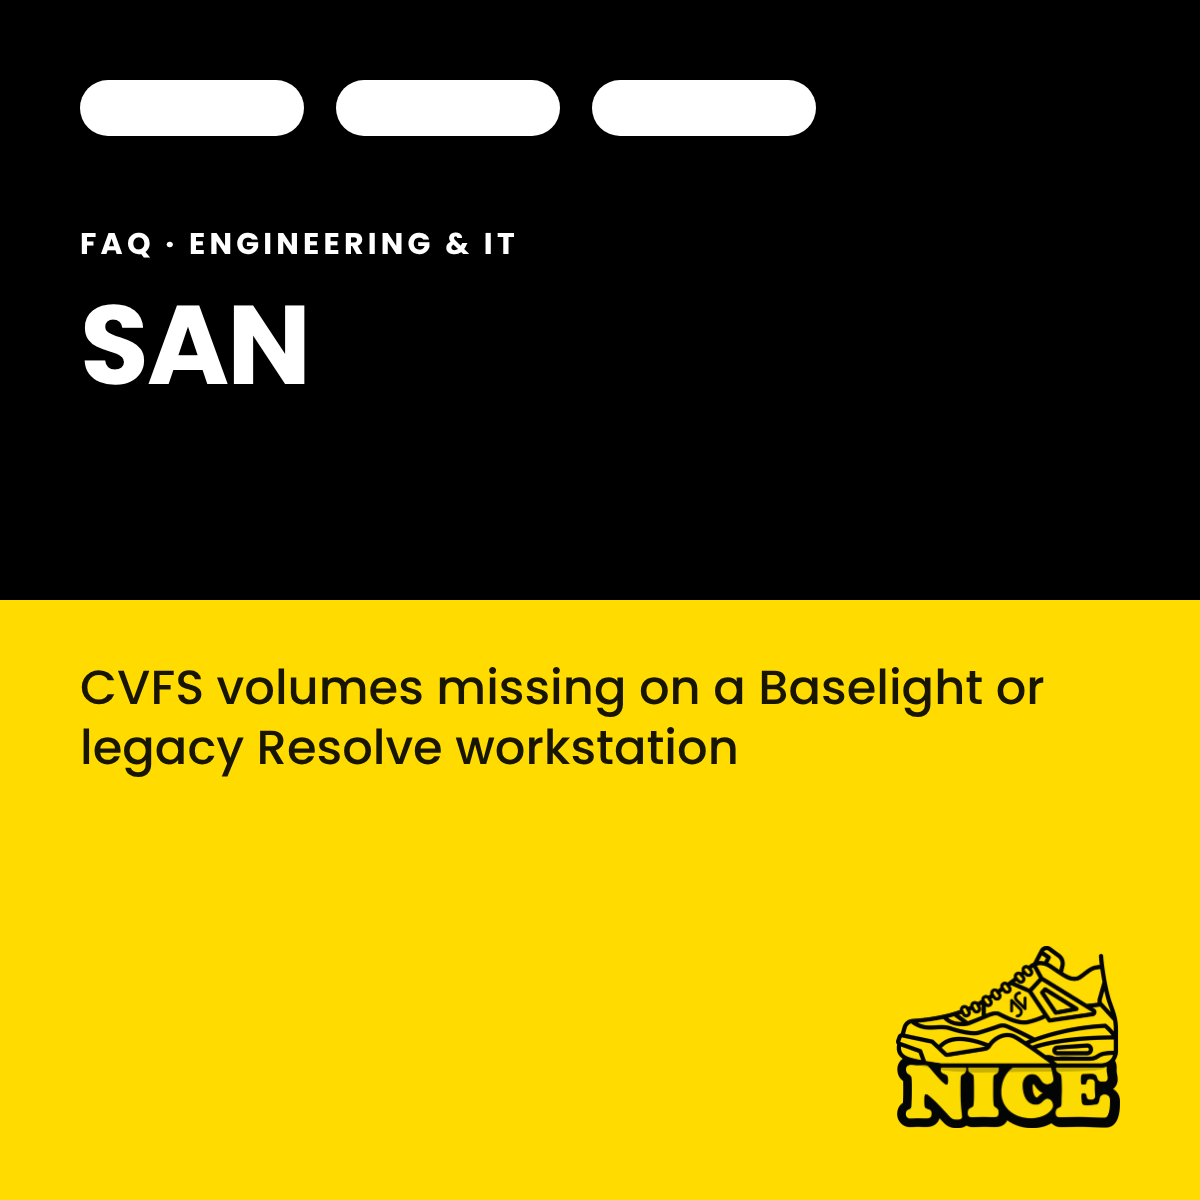 FAQ · ENGINEERING & IT
SAN
CVFS volumes missing on a Baselight or
legacy Resolve workstation
NICE